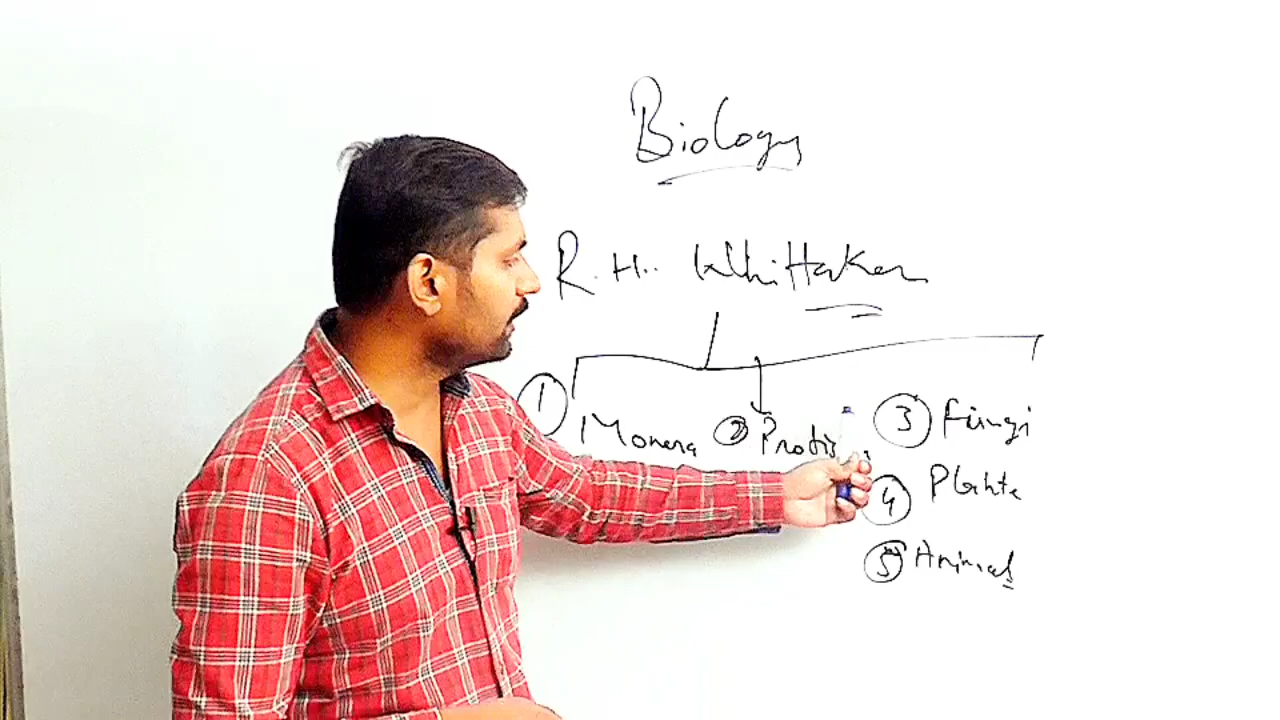 Biology
R.H. Whittaker
① Monera ② Protis ③ Fungi
④ Plante
⑤ Animal